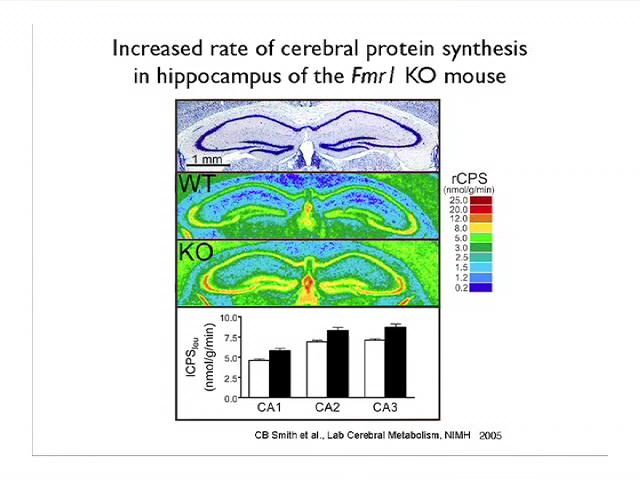 Increased rate of cerebral protein synthesis
in hippocampus of the Fmr1 KO mouse
1 mm
WT
KO
rCPS
(nmol/g/min)
25.0
20.0
12.0
8.0
5.0
3.0
2.5
1.5
1.2
0.2
lCPSleu
(nmol/g/min)
10.0
7.5
5.0
2.5
0.0
CA1 CA2 CA3
CB Smith et al., Lab Cerebral Metabolism, NIMH 2005